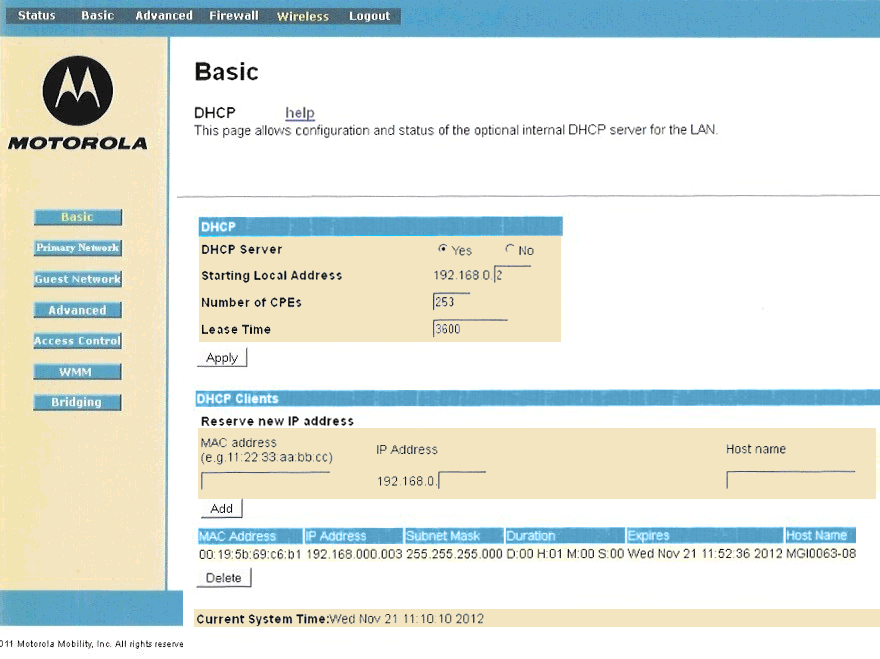 Status Basic Advanced Firewall Wireless Logout
MOTOROLA
Basic
Primary Network
Guest Network
Advanced
Access Control
WMM
Bridging
Basic
DHCP help
This page allows configuration and status of the optional internal DHCP server for the LAN.
DHCP
DHCP Server Yes No
Starting Local Address 192.168.0.2
Number of CPEs 253
Lease Time 3600
Apply
DHCP Clients
Reserve new IP address
MAC address
(e.g.11:22:33:aa:bb:cc) IP Address Host name
192.168.0.
Add
MAC Address IP Address Subnet Mask Duration Expires Host Name
00:19:5b:69:c6:b1 192.168.000.003 255.255.255.000 D:00 H:01 M:00 S:00 Wed Nov 21 11:52:36 2012 MGI0063-08
Delete
Current System Time:Wed Nov 21 11:10:10 2012
011 Motorola Mobility, Inc. All rights reserve